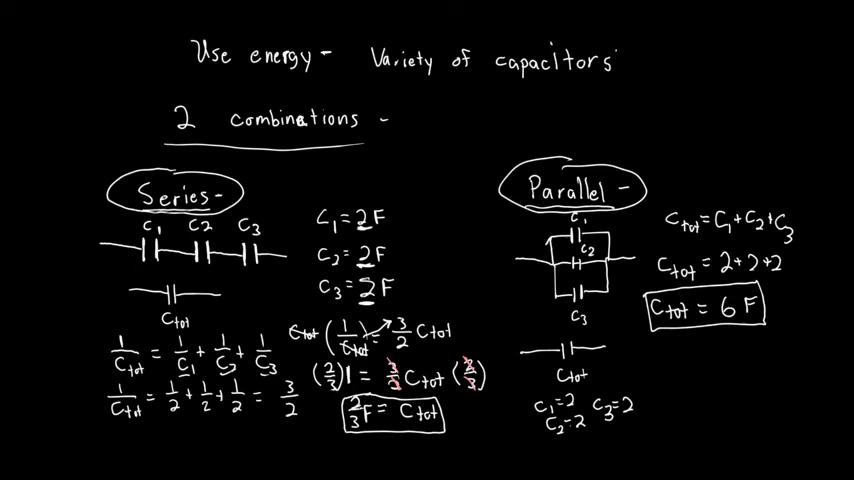 Use energy - Variety of capacitors
2 combinations -
Series -
C1 C2 C3
Ctot
1/Ctot = 1/C1 + 1/C2 + 1/C3
1/Ctot = 1/2 + 1/2 + 1/2 = 3/2
C1 = 2F
C2 = 2F
C3 = 2F
Ctot (1/Ctot = 3/2 Ctot
(2/3) 1 = 3/2 Ctot (2/3)
2/3 F = Ctot
Parallel -
C1
C2
C3
Ctot
C1=2 C3=2
C2=2
Ctot = C1 + C2 + C3
Ctot = 2+2+2
Ctot = 6 F